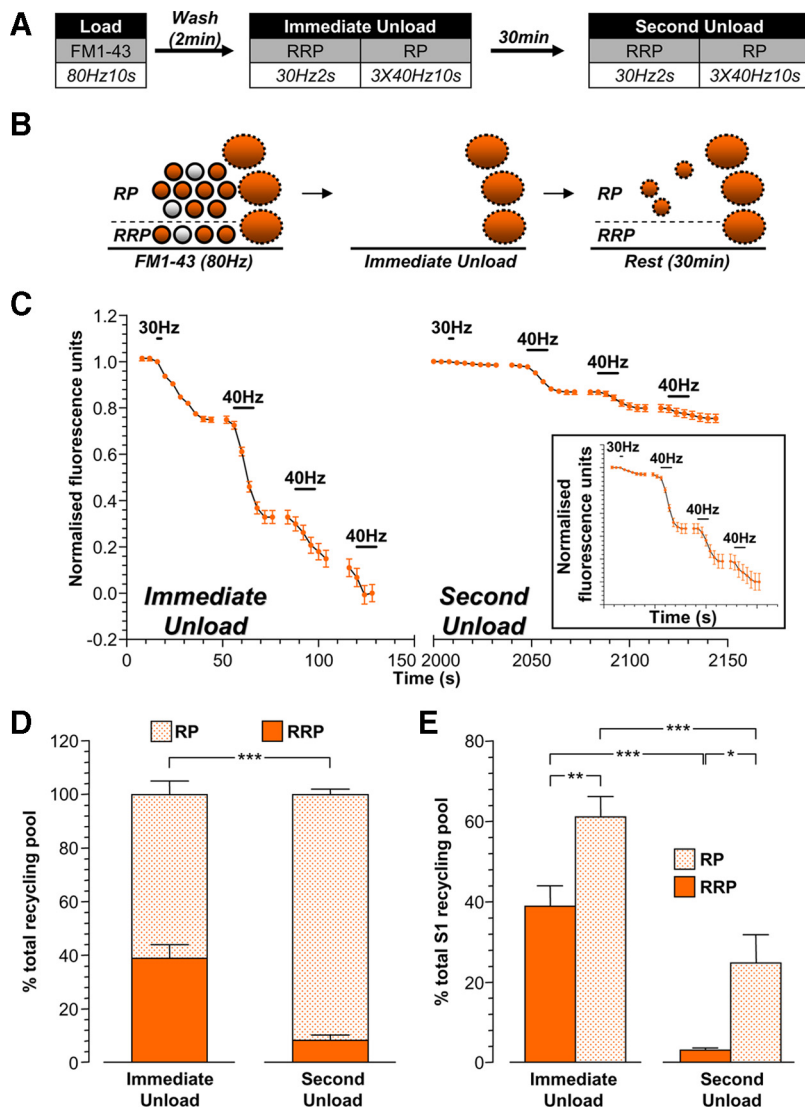 A
Load
FM1-43
80Hz10s
Wash
(2min)
Immediate Unload
RRP RP
30Hz2s 3X40Hz10s
30min
Second Unload
RRP RP
30Hz2s 3X40Hz10s
B
RP
RRP
FM1-43 (80Hz)
Immediate Unload
RP
RRP
Rest (30min)
C
Normalised fluorescence units
1.2
1.0
0.8
0.6
0.4
0.2
0.0
-0.2
30Hz
40Hz
40Hz
40Hz
Immediate
Unload
0 50 100 150
30Hz
40Hz
40Hz
40Hz
Second
Unload
2000 2050 2100 2150
Time (s)
Normalised
fluorescence units
30Hz
40Hz
40Hz
40Hz
Time (s)
D
RP RRP
% total recycling pool
120
100
80
60
40
20
0
***
Immediate
Unload
Second
Unload
E
% total S1 recycling pool
80
60
40
20
0
***
***
**
*
RP
RRP
Immediate
Unload
Second
Unload